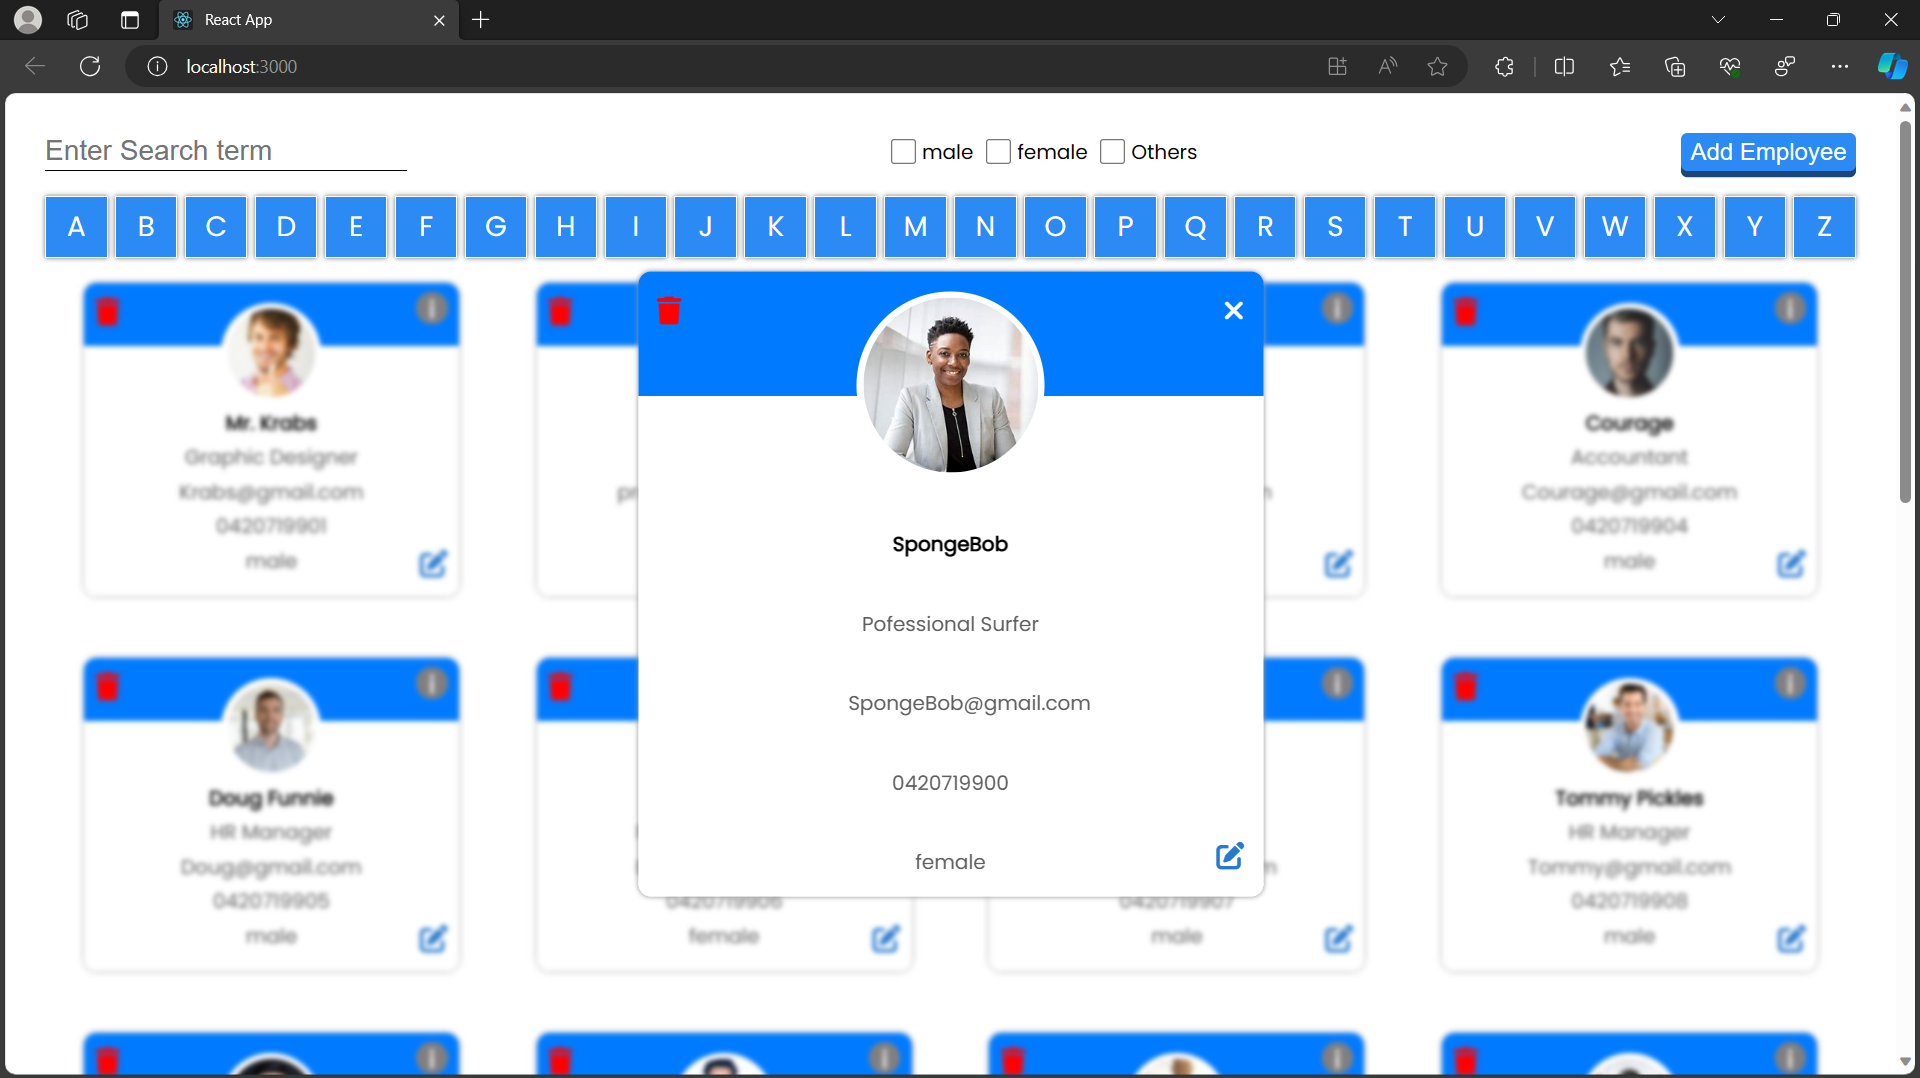 React App
localhost:3000
Enter Search term
male female Others
Add Employee
A B C D E F G H I J K L M N O P Q R S T U V W X Y Z
Mr. Krabs
Graphic Designer
Krabs@gmail.com
0420719901
male
SpongeBob
Pofessional Surfer
SpongeBob@gmail.com
0420719900
female
Courage
Accountant
Courage@gmail.com
0420719904
male
Doug Funnie
HR Manager
Doug@gmail.com
0420719905
male
0420719906
female
0420719907
male
Tommy Pickles
HR Manager
Tommy@gmail.com
0420719908
male